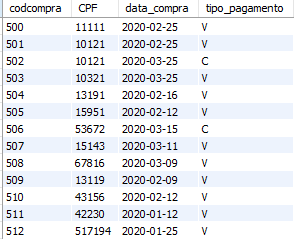 codcompra CPF data_compra tipo_pagamento
500 11111 2020-02-25 V
501 10121 2020-02-25 V
502 10121 2020-03-25 C
503 10321 2020-03-25 V
504 13191 2020-02-16 V
505 15951 2020-02-12 V
506 53672 2020-03-15 C
507 15143 2020-03-11 V
508 67816 2020-03-09 V
509 13119 2020-02-09 V
510 43156 2020-02-12 V
511 42230 2020-01-12 V
512 517194 2020-01-25 V